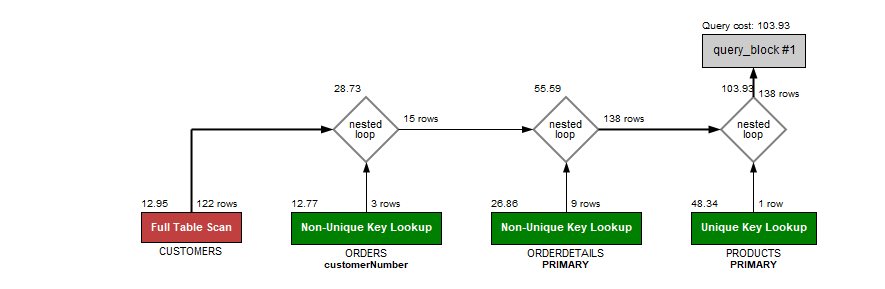 Query cost: 103.93
query_block #1
28.73
55.59
103.93
138 rows
nested
loop
15 rows
nested
loop
138 rows
nested
loop
12.95
122 rows
12.77
3 rows
26.86
9 rows
48.34
1 row
Full Table Scan
Non-Unique Key Lookup
Non-Unique Key Lookup
Unique Key Lookup
CUSTOMERS
ORDERS
customerNumber
ORDERDETAILS
PRIMARY
PRODUCTS
PRIMARY